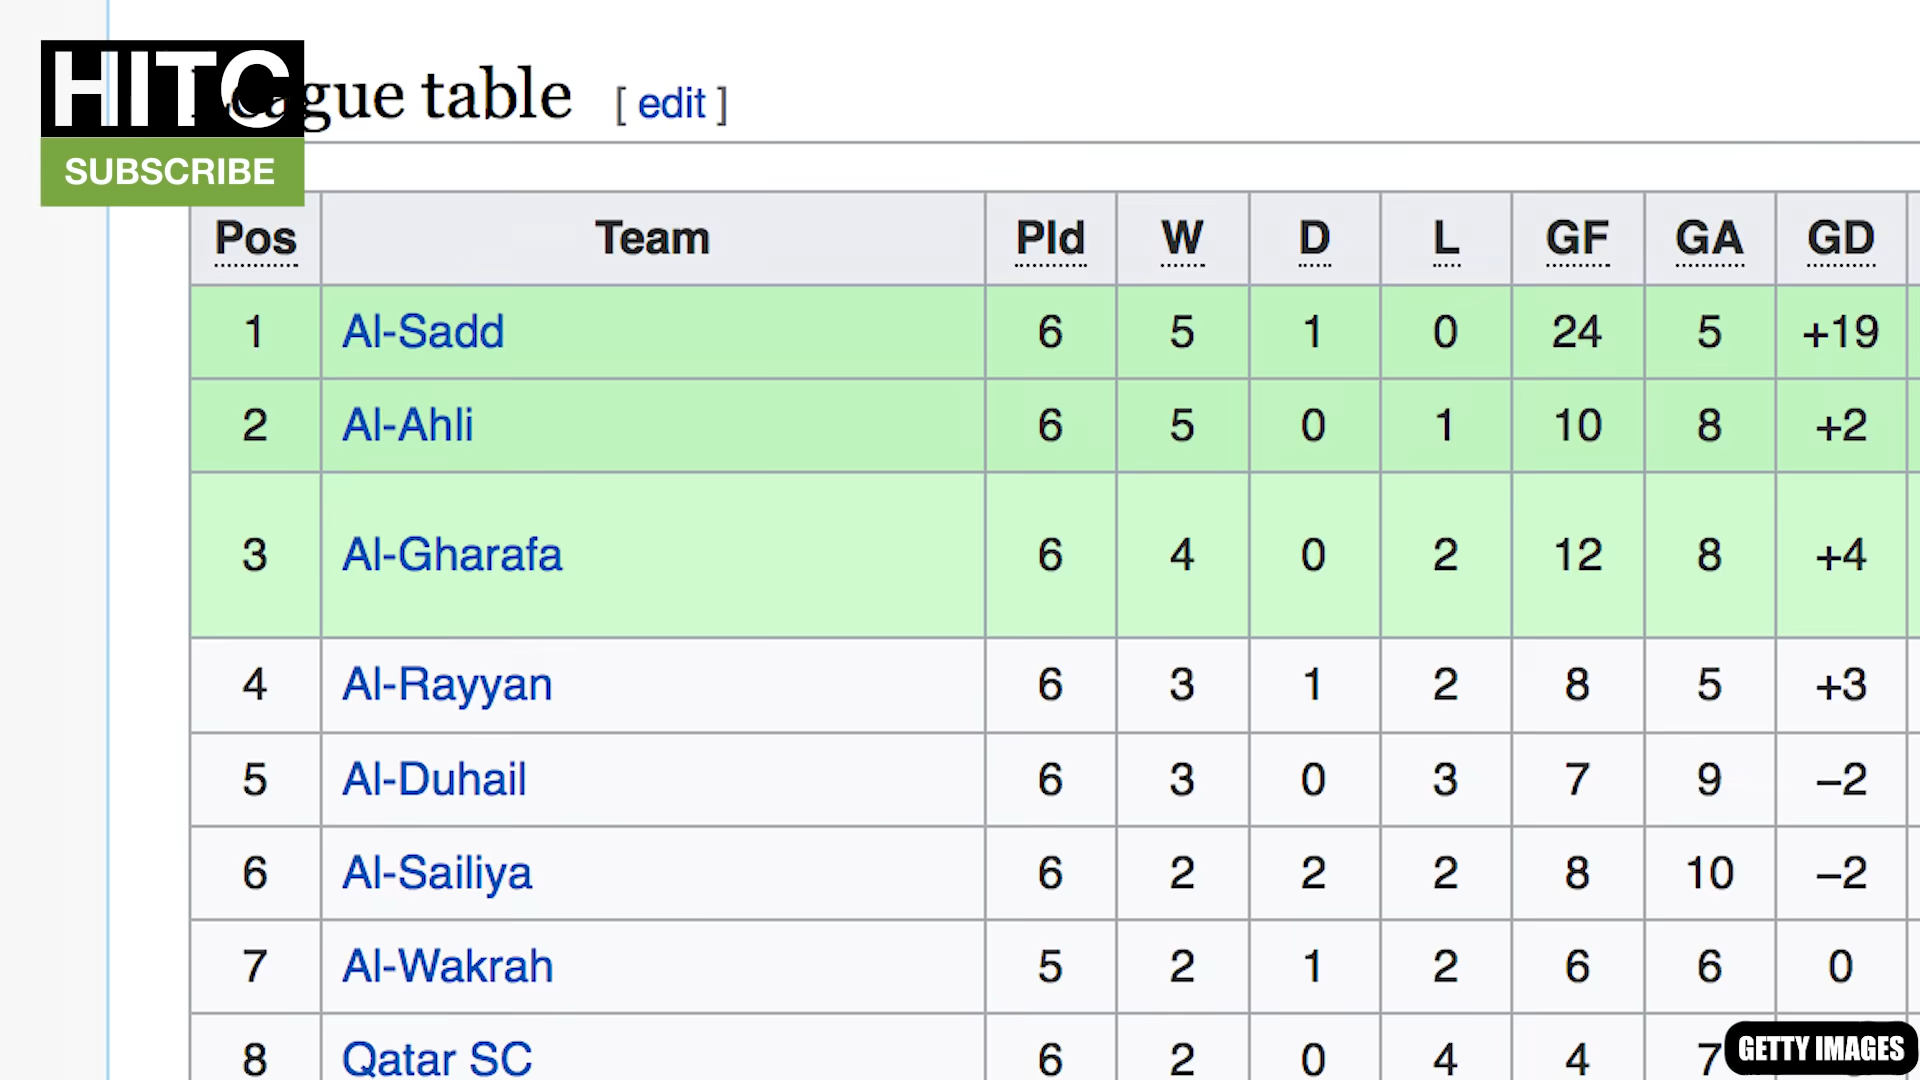 HITC
SUBSCRIBE
League table [ edit ]
Pos Team Pld W D L GF GA GD
1 Al-Sadd 6 5 1 0 24 5 +19
2 Al-Ahli 6 5 0 1 10 8 +2
3 Al-Gharafa 6 4 0 2 12 8 +4
4 Al-Rayyan 6 3 1 2 8 5 +3
5 Al-Duhail 6 3 0 3 7 9 −2
6 Al-Sailiya 6 2 2 2 8 10 −2
7 Al-Wakrah 5 2 1 2 6 6 0
8 Qatar SC 6 2 0 4 4 7
GETTY IMAGES